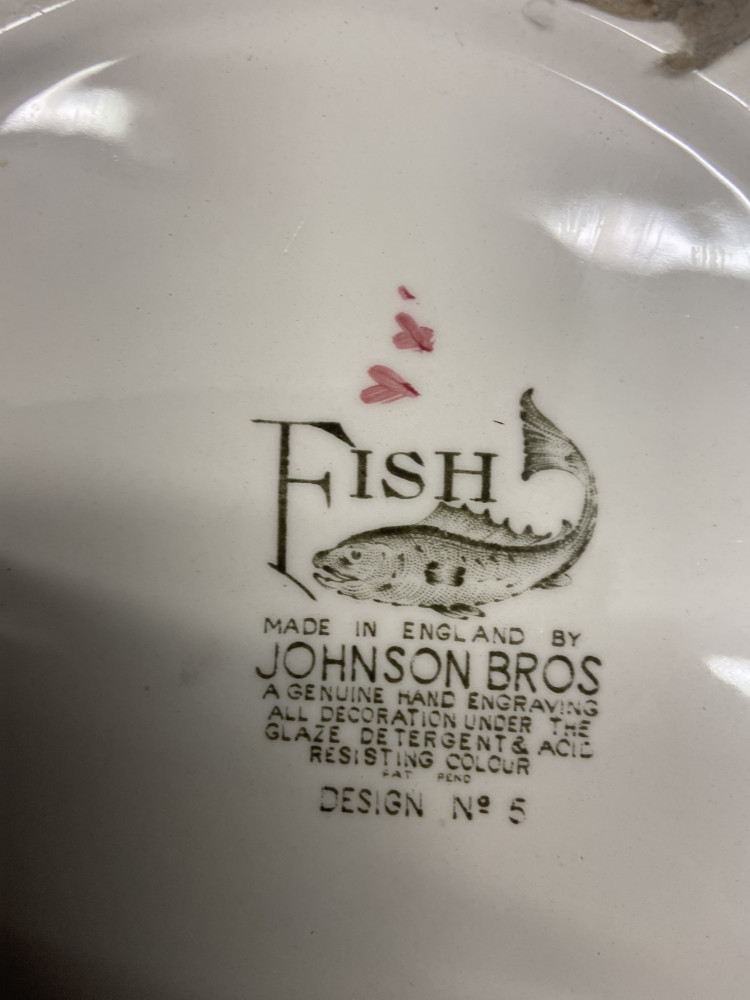 FISH
MADE IN ENGLAND BY
JOHNSON BROS
A GENUINE HAND ENGRAVING
ALL DECORATION UNDER THE
GLAZE DETERGENT & ACID
RESISTING COLOUR
PAT PEND
DESIGN Nº 5